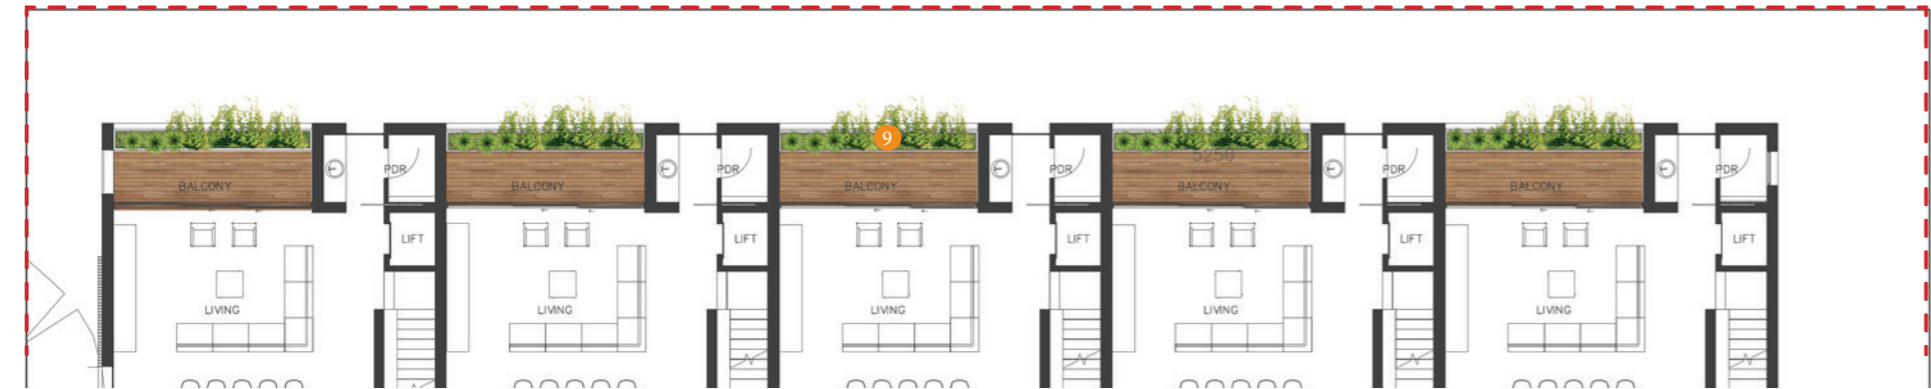 9
5250
PDR PDR PDR PDR PDR
BALCONY BALCONY BALCONY BALCONY BALCONY
LIFT LIFT LIFT LIFT LIFT
LIVING LIVING LIVING LIVING LIVING